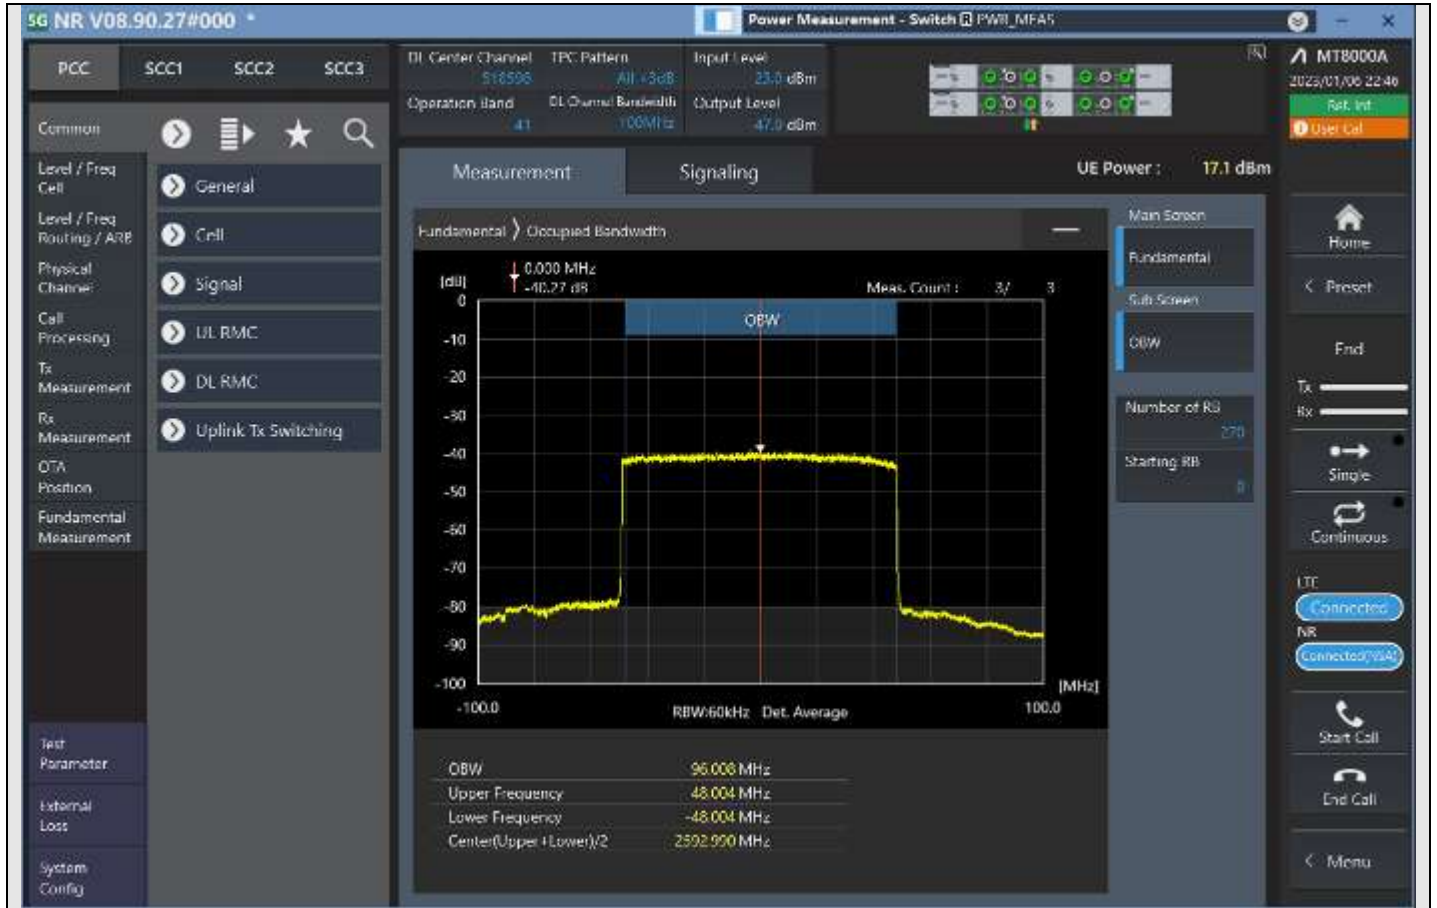 5G NR V08.90.27#000 *
Power Measurement - Switch R PWR_MEAS
PCC SCC1 SCC2 SCC3
DL Center Channel
518598
TPC Pattern
All +3dB
Input Level
23.0 dBm
Operation Band
41
DL Channel Bandwidth
100MHz
Output Level
-47.0 dBm
MT8000A
2023/01/06 22:46
Ref. Int
User Cal
Common
Level / Freq
Cell
Level / Freq
Routing / ARB
Physical
Channel
Call
Processing
Tx
Measurement
Rx
Measurement
OTA
Position
Fundamental
Measurement
Test
Parameter
External
Loss
System
Config
General
Cell
Signal
UL RMC
DL RMC
Uplink Tx Switching
Measurement Signaling
UE Power : 17.1 dBm
Fundamental Occupied Bandwidth
[dB]
0.000 MHz
-40.27 dB
Meas. Count : 3/ 3
OBW
0
-10
-20
-30
-40
-50
-60
-70
-80
-90
-100
[MHz]
-100.0 RBW:60kHz Det. Average 100.0
OBW 96.008 MHz
Upper Frequency 48.004 MHz
Lower Frequency -48.004 MHz
Center(Upper+Lower)/2 2592.990 MHz
Main Screen
Fundamental
Sub Screen
OBW
Number of RB
270
Starting RB
0
Home
< Preset
End
Tx
Rx
Single
Continuous
LTE
Connected
NR
Connected(NSA)
Start Call
End Call
< Menu